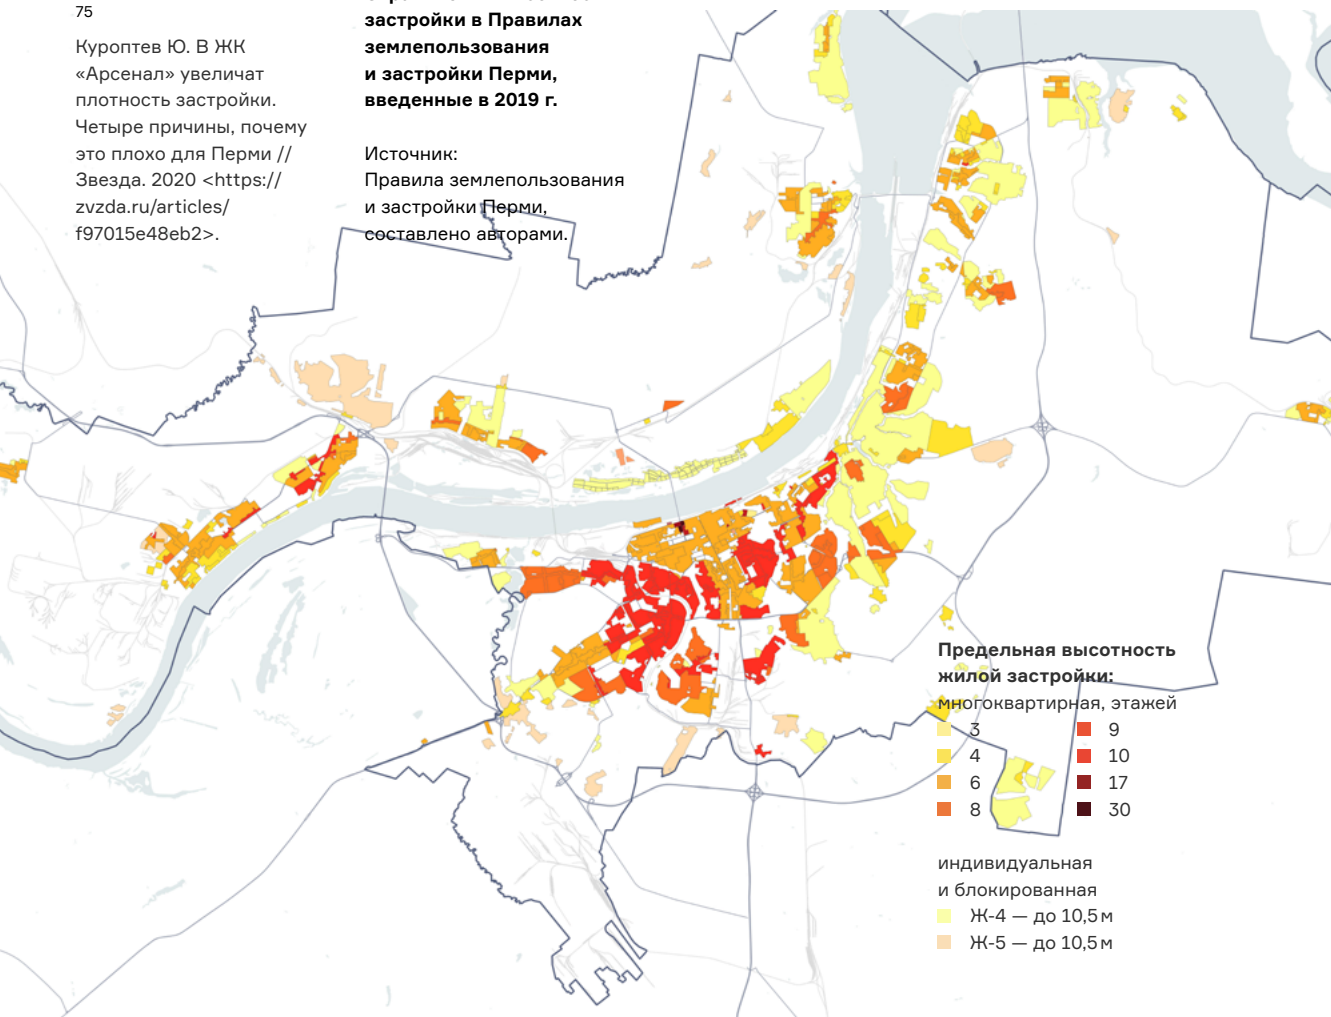 75
Куроптев Ю. В ЖК
«Арсенал» увеличат
плотность застройки.
Четыре причины, почему
это плохо для Перми //
Звезда. 2020 <https://
zvzda.ru/articles/
f97015e48eb2>.
застройки в Правилах
землепользования
и застройки Перми,
введенные в 2019 г.
Источник:
Правила землепользования
и застройки Перми,
составлено авторами.
Предельная высотность
жилой застройки:
многоквартирная, этажей
3
4
6
8
9
10
17
30
индивидуальная
и блокированная
Ж-4 — до 10,5 м
Ж-5 — до 10,5 м